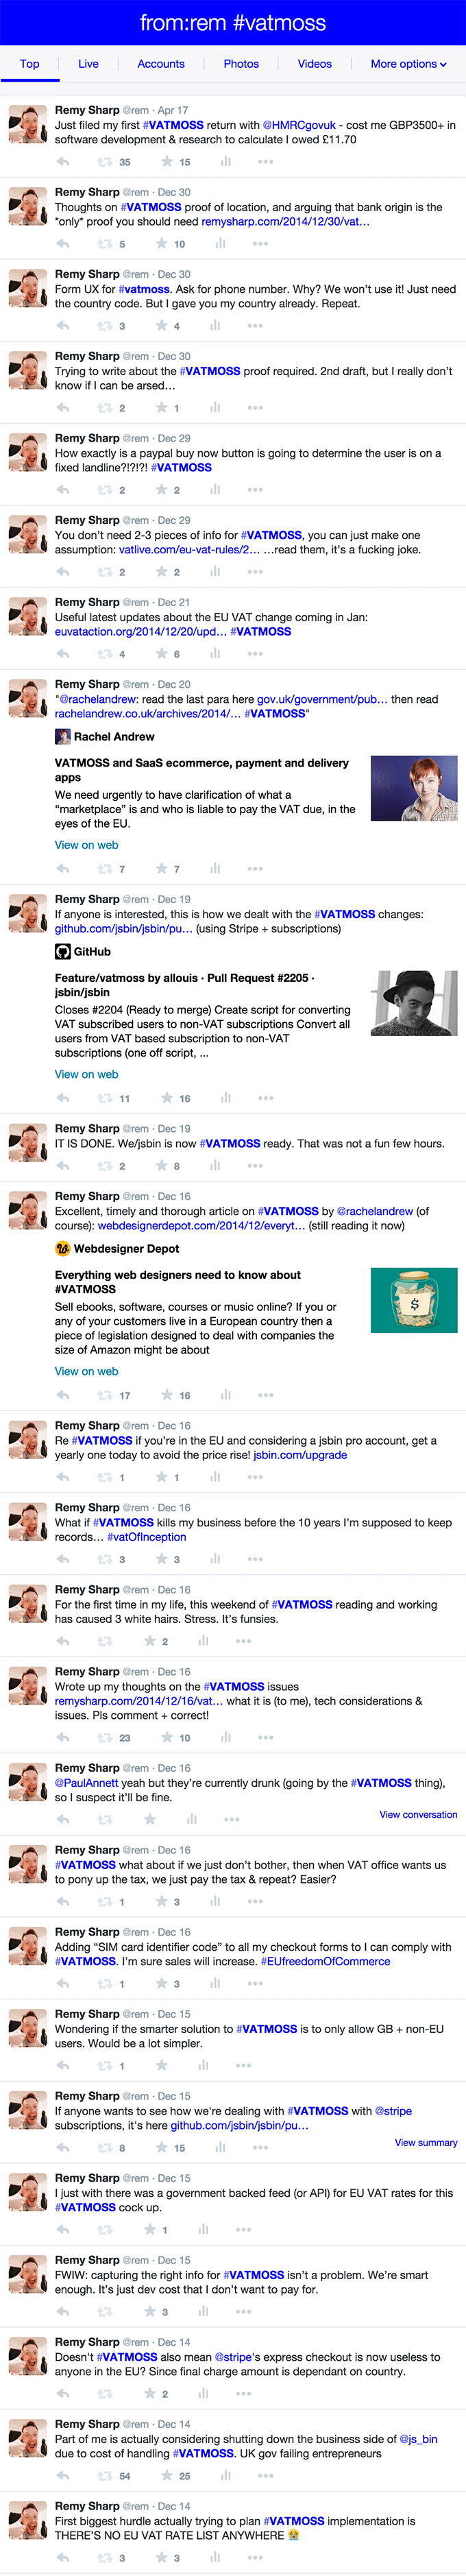 from:rem #vatmoss
Top Live Accounts Photos Videos More options
Remy Sharp @rem · Apr 17
Just filed my first #VATMOSS return with @HMRCgovuk - cost me GBP3500+ in
software development & research to calculate I owed £11.70
35 15
Remy Sharp @rem · Dec 30
Thoughts on #VATMOSS proof of location, and arguing that bank origin is the
*only* proof you should need remysharp.com/2014/12/30/vat…
5 10
Remy Sharp @rem · Dec 30
Form UX for #vatmoss. Ask for phone number. Why? We won't use it! Just need
the country code. But I gave you my country already. Repeat.
3 4
Remy Sharp @rem · Dec 30
Trying to write about the #VATMOSS proof required. 2nd draft, but I really don't
know if I can be arsed…
2 1
Remy Sharp @rem · Dec 29
How exactly is a paypal buy now button is going to determine the user is on a
fixed landline?!?!?! #VATMOSS
2 2
Remy Sharp @rem · Dec 29
You don't need 2-3 pieces of info for #VATMOSS, you can just make one
assumption: vatlive.com/eu-vat-rules/2… …read them, it's a fucking joke.
2 2
Remy Sharp @rem · Dec 21
Useful latest updates about the EU VAT change coming in Jan:
euvataction.org/2014/12/20/upd… #VATMOSS
4 6
Remy Sharp @rem · Dec 20
"@rachelandrew: read the last para here gov.uk/government/pub… then read
rachelandrew.co.uk/archives/2014/… #VATMOSS"
Rachel Andrew
VATMOSS and SaaS ecommerce, payment and delivery
apps
We need urgently to have clarification of what a
"marketplace" is and who is liable to pay the VAT due, in the
eyes of the EU.
View on web
7 7
Remy Sharp @rem · Dec 19
If anyone is interested, this is how we dealt with the #VATMOSS changes:
github.com/jsbin/jsbin/pu… (using Stripe + subscriptions)
GitHub
Feature/vatmoss by allouis · Pull Request #2205 ·
jsbin/jsbin
Closes #2204 (Ready to merge) Create script for converting
VAT subscribed users to non-VAT subscriptions Convert all
users from VAT based subscription to non-VAT
subscriptions (one off script, ...
View on web
11 16
Remy Sharp @rem · Dec 19
IT IS DONE. We/jsbin is now #VATMOSS ready. That was not a fun few hours.
2 8
Remy Sharp @rem · Dec 16
Excellent, timely and thorough article on #VATMOSS by @rachelandrew (of
course): webdesignerdepot.com/2014/12/everyt… (still reading it now)
Webdesigner Depot
Everything web designers need to know about
#VATMOSS
Sell ebooks, software, courses or music online? If you or
any of your customers live in a European country then a
piece of legislation designed to deal with companies the
size of Amazon might be about
$
View on web
17 16
Remy Sharp @rem · Dec 16
Re #VATMOSS if you're in the EU and considering a jsbin pro account, get a
yearly one today to avoid the price rise! jsbin.com/upgrade
1 1
Remy Sharp @rem · Dec 16
What if #VATMOSS kills my business before the 10 years I'm supposed to keep
records… #vatOfInception
3 3
Remy Sharp @rem · Dec 16
For the first time in my life, this weekend of #VATMOSS reading and working
has caused 3 white hairs. Stress. It's funsies.
2
Remy Sharp @rem · Dec 16
Wrote up my thoughts on the #VATMOSS issues
remysharp.com/2014/12/16/vat… what it is (to me), tech considerations &
issues. Pls comment + correct!
23 10
Remy Sharp @rem · Dec 16
@PaulAnnett yeah but they're currently drunk (going by the #VATMOSS thing),
so I suspect it'll be fine.
View conversation
Remy Sharp @rem · Dec 16
#VATMOSS what about if we just don't bother, then when VAT office wants us
to pony up the tax, we just pay the tax & repeat? Easier?
1 3
Remy Sharp @rem · Dec 16
Adding "SIM card identifier code" to all my checkout forms to I can comply with
#VATMOSS. I'm sure sales will increase. #EUfreedomOfCommerce
1 3
Remy Sharp @rem · Dec 15
Wondering if the smarter solution to #VATMOSS is to only allow GB + non-EU
users. Would be a lot simpler.
1
Remy Sharp @rem · Dec 15
If anyone wants to see how we're dealing with #VATMOSS with @stripe
subscriptions, it's here github.com/jsbin/jsbin/pu…
View summary
8 15
Remy Sharp @rem · Dec 15
I just with there was a government backed feed (or API) for EU VAT rates for this
#VATMOSS cock up.
1
Remy Sharp @rem · Dec 15
FWIW: capturing the right info for #VATMOSS isn't a problem. We're smart
enough. It's just dev cost that I don't want to pay for.
3
Remy Sharp @rem · Dec 14
Doesn't #VATMOSS also mean @stripe's express checkout is now useless to
anyone in the EU? Since final charge amount is dependant on country.
2
Remy Sharp @rem · Dec 14
Part of me is actually considering shutting down the business side of @js_bin
due to cost of handling #VATMOSS. UK gov failing entrepreneurs
54 25
Remy Sharp @rem · Dec 14
First biggest hurdle actually trying to plan #VATMOSS implementation is
THERE'S NO EU VAT RATE LIST ANYWHERE 😭
3 3